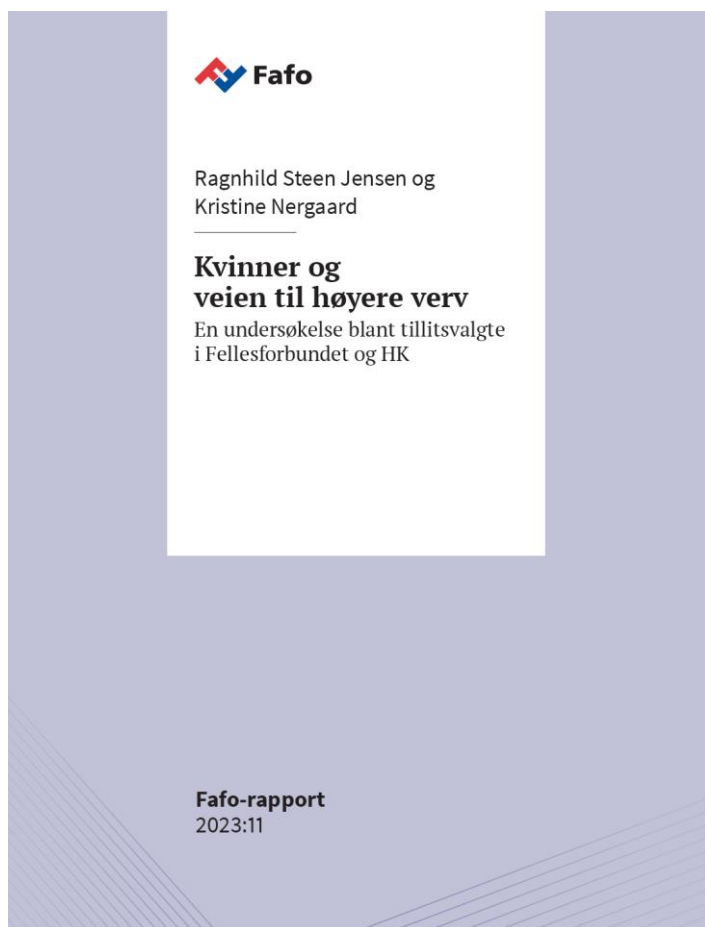 Fafo
Ragnhild Steen Jensen og
Kristine Nergaard
Kvinner og
veien til høyere verv
En undersøkelse blant tillitsvalgte
i Fellesforbundet og HK
Fafo-rapport
2023:11